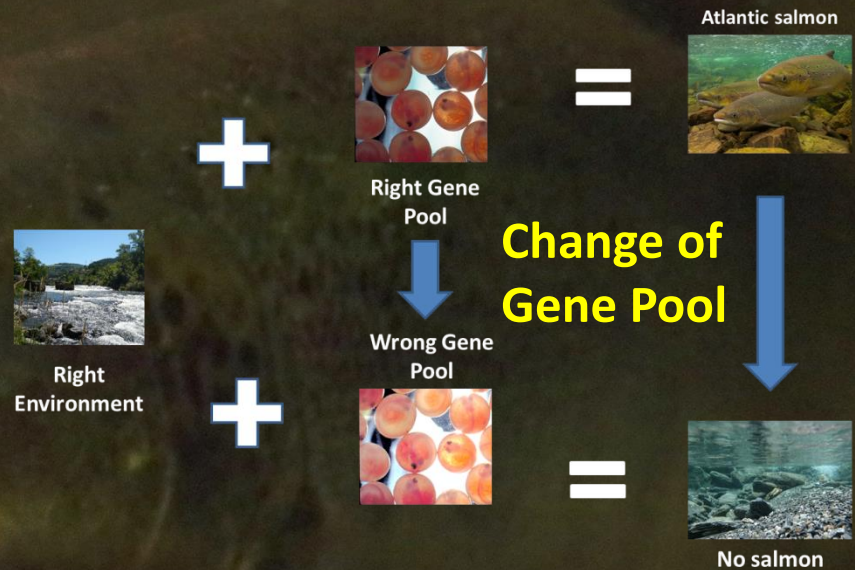 Atlantic salmon
Right Gene
Pool
Change of
Gene Pool
Wrong Gene
Pool
Right
Environment
No salmon